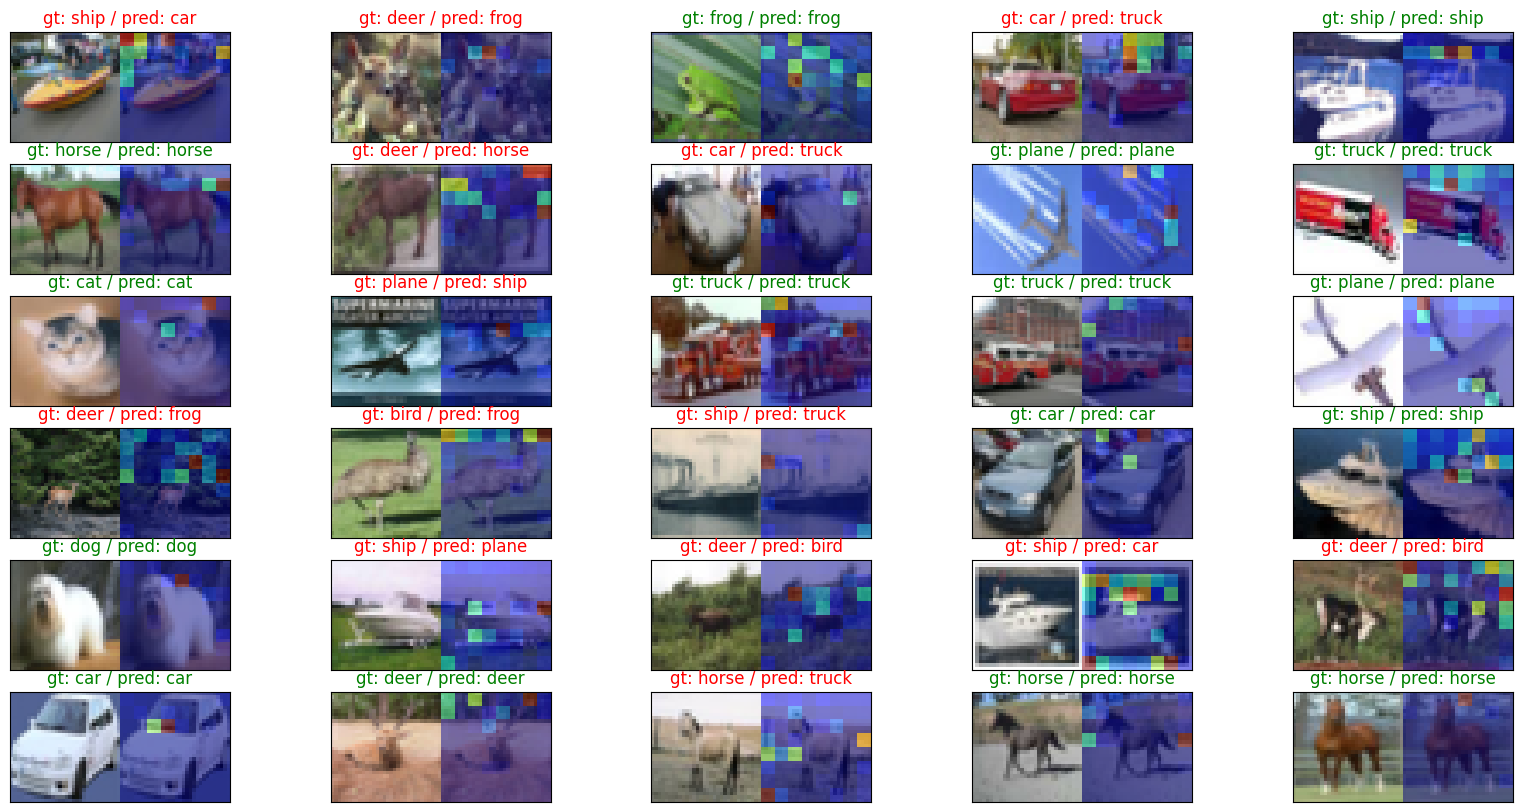 gt: ship / pred: car
gt: deer / pred: frog
gt: frog / pred: frog
gt: car / pred: truck
gt: ship / pred: ship
gt: horse / pred: horse
gt: deer / pred: horse
gt: car / pred: truck
gt: plane / pred: plane
gt: truck / pred: truck
gt: cat / pred: cat
gt: plane / pred: ship
gt: truck / pred: truck
gt: truck / pred: truck
gt: plane / pred: plane
SUPERMARINE
gt: deer / pred: frog
gt: bird / pred: frog
gt: ship / pred: truck
gt: car / pred: car
gt: ship / pred: ship
gt: dog / pred: dog
gt: ship / pred: plane
gt: deer / pred: bird
gt: ship / pred: car
gt: deer / pred: bird
gt: car / pred: car
gt: deer / pred: deer
gt: horse / pred: truck
gt: horse / pred: horse
gt: horse / pred: horse